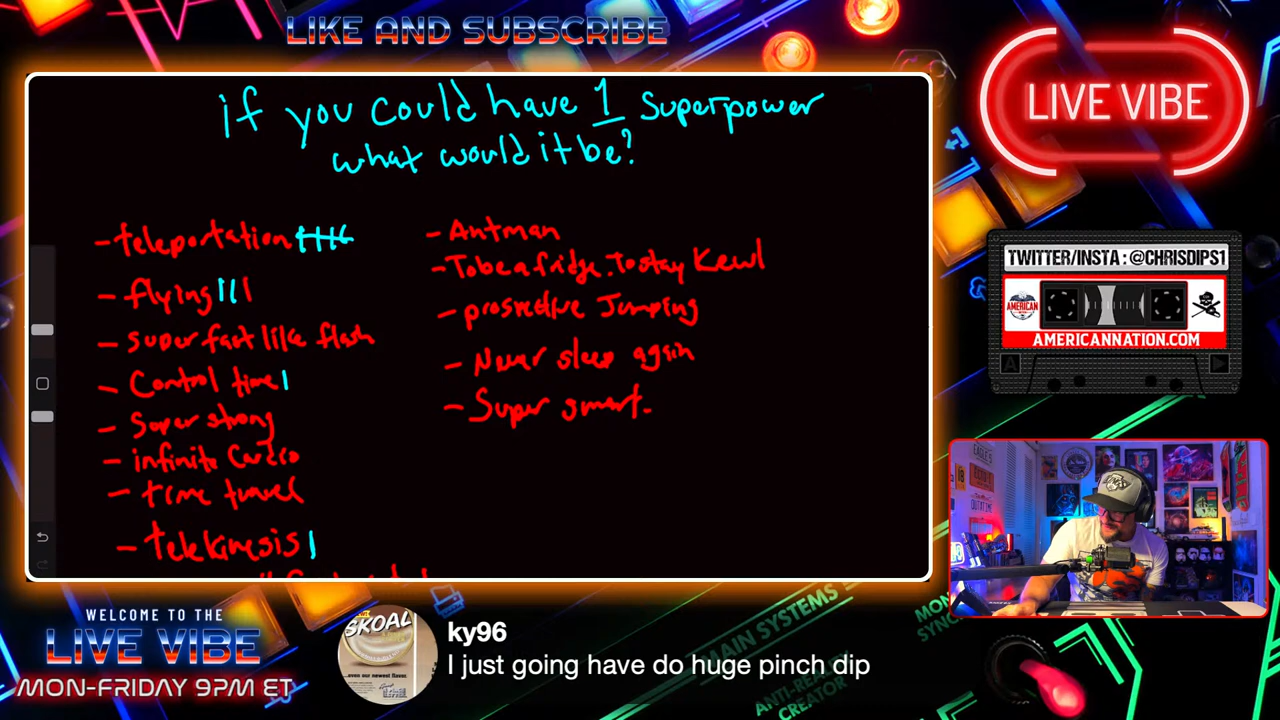 LIKE AND SUBSCRIBE
if you could have 1 Superpower
what would it be?
- teleportation
- flying
- super fast like flash
- Control time
- Super strong
- infinite
- time travel
- telekinesis
- Antman
- To be a fridge. To stay Kewl
- Jumping
- Never sleep again
- Super smart.
LIVE VIBE
TWITTER/INSTA : @CHRISDIPS1
AMERICAN
A
AMERICANNATION.COM
WELCOME TO THE
LIVE VIBE
MON-FRIDAY 9PM ET
SKOAL
ky96
I just going have do huge pinch dip